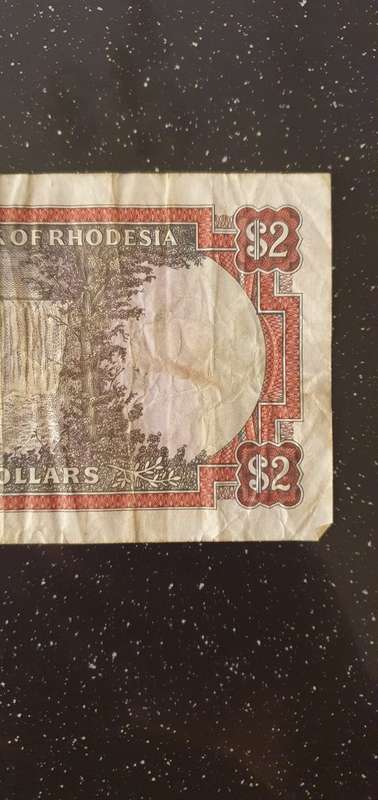 K OF RHODESIA
$2
OLLARS
$2